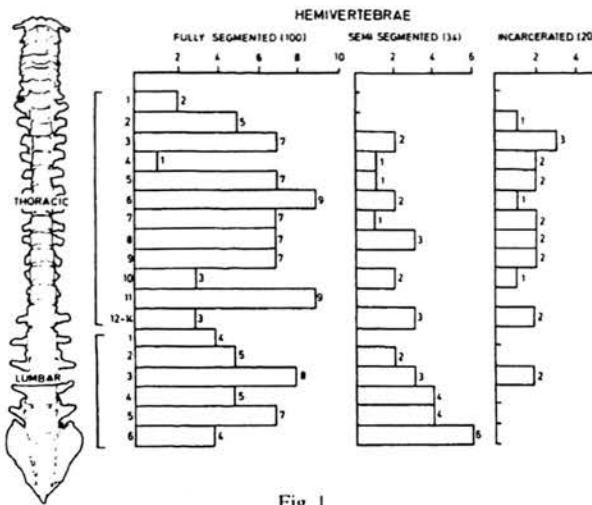 HEMIVERTEBRAE
FULLY SEGMENTED (100) SEMI SEGMENTED (34) INCARCERATED (20)
2 4 6 8 10 0 2 4 6 0 2 4
THORACIC
1 2
2 5 1
3 7 2 3
4 1 1 2
5 7 1 2
6 9 2 1
7 7 1 2
8 7 3 2
9 7 2
10 3 2 1
11 9
12-14 3 3 2
LUMBAR
1 4
2 5 2
3 8 3 2
4 5 4
5 7 4
6 4 6
Fig. 1